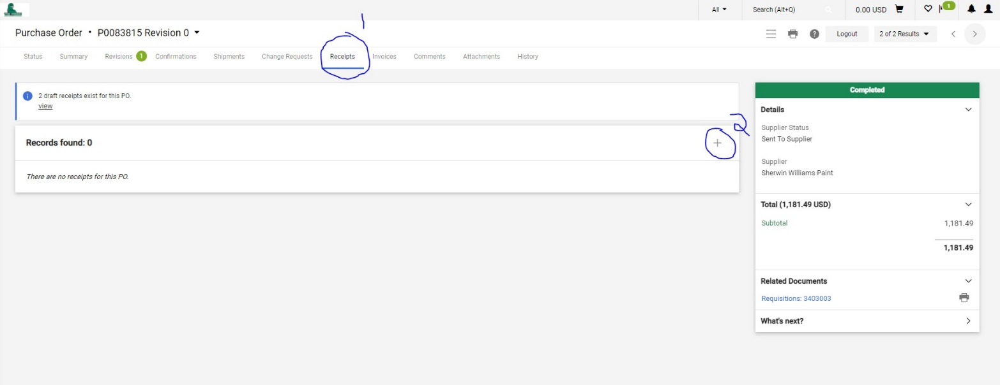 All
Search (Alt+Q)
0.00 USD
1
1
Purchase Order • P0083815 Revision 0
Logout
2 of 2 Results
Status Summary Revisions 1 Confirmations Shipments Change Requests Receipts Invoices Comments Attachments History
2 draft receipts exist for this PO.
view
2
Records found: 0
There are no receipts for this PO.
Completed
Details
Supplier Status
Sent To Supplier
Supplier
Sherwin Williams Paint
Total (1,181.49 USD)
Subtotal 1,181.49
1,181.49
Related Documents
Requisitions: 3403003
What's next?